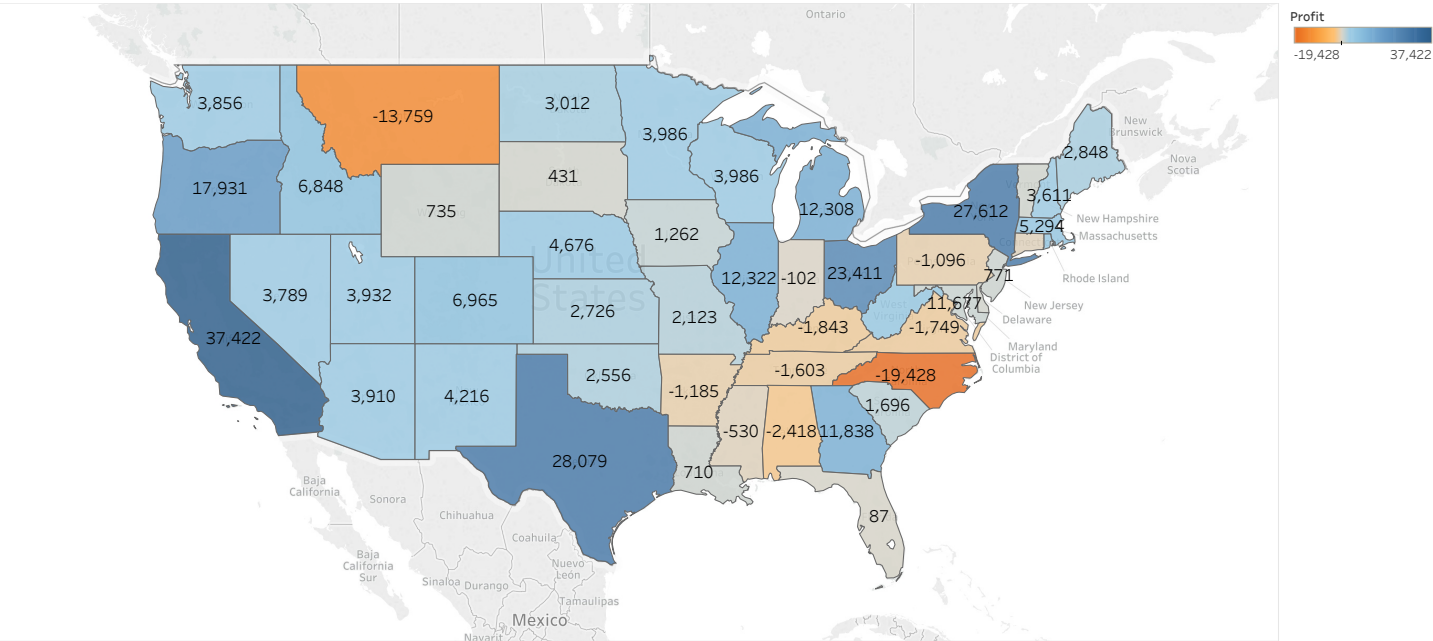 Ontario
Profit
-19,428
37,422
3,856
-13,759
3,012
3,986
2,848
New
Brunswick
Nova
Scotia
17,931
6,848
735
431
3,986
12,308
27,612
3,611
5,294
New Hampshire
Massachusetts
Rhode Island
3,789
3,932
6,965
4,676
United
States
1,262
12,322
-102
23,411
-1,096
771
New Jersey
Delaware
Maryland
District of
Columbia
37,422
2,726
2,123
-1,843
West
11,677
-1,749
3,910
4,216
2,556
-1,185
-1,603
-19,428
1,696
28,079
710
-530
-2,418
11,838
87
Baja
California
Sonora
Chihuahua
Coahuila
Baja
California
Sur
Sinaloa
Durango
Nuevo
León
Tamaulipas
Mexico
Nayarit